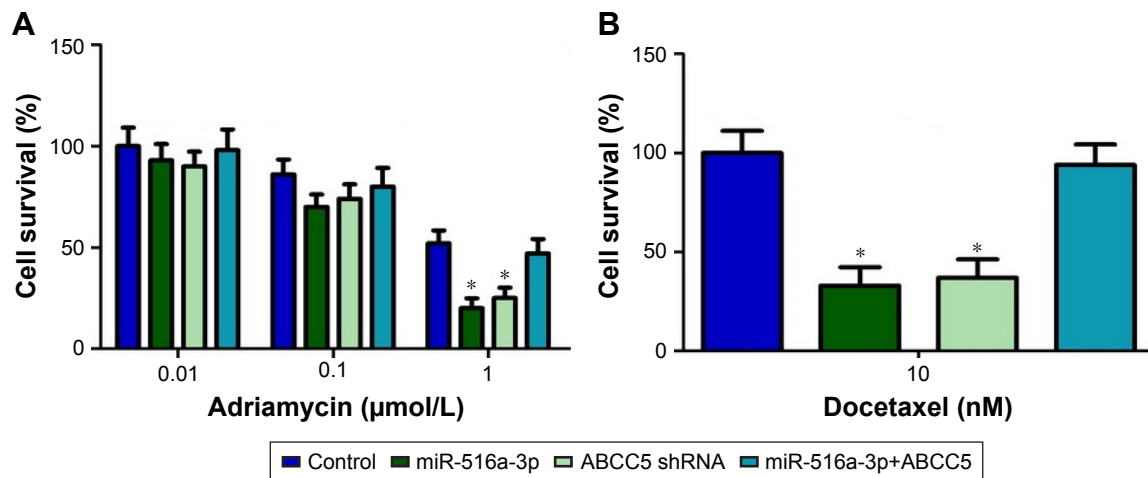 A
Cell survival (%)
150
100
50
0
*
*
0.01
0.1
1
Adriamycin (µmol/L)
B
Cell survival (%)
150
100
50
0
*
*
10
Docetaxel (nM)
Control miR-516a-3p ABCC5 shRNA miR-516a-3p+ABCC5